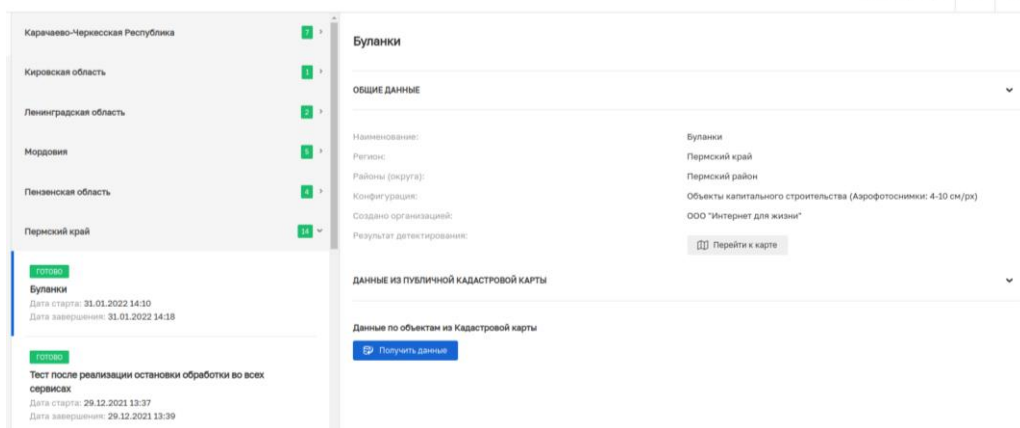 Карачаево-Черкесская Республика 7
Кировская область 1
Ленинградская область 2
Мордовия 5
Пензенская область 4
Пермский край 14
ГОТОВО
Буланки
Дата старта: 31.01.2022 14:10
Дата завершения: 31.01.2022 14:18
ГОТОВО
Тест после реализации остановки обработки во всех
сервисах
Дата старта: 29.12.2021 13:37
Дата завершения: 29.12.2021 13:39
Буланки
ОБЩИЕ ДАННЫЕ
Наименование: Буланки
Регион: Пермский край
Районы (округа): Пермский район
Конфигурация: Объекты капитального строительства (Аэрофотоснимки: 4-10 см/px)
Создано организацией: ООО "Интернет для жизни"
Результат детектирования: Перейти к карте
ДАННЫЕ ИЗ ПУБЛИЧНОЙ КАДАСТРОВОЙ КАРТЫ
Данные по объектам из Кадастровой карты
Получить данные